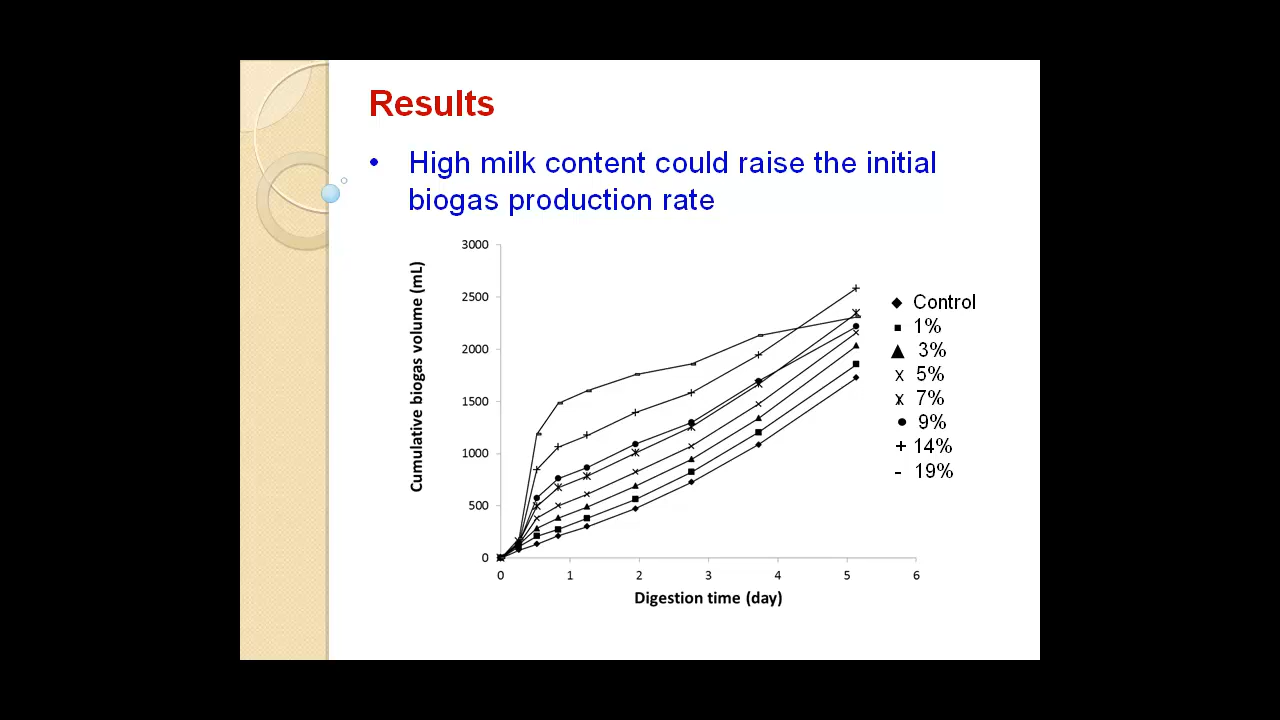 Results
• High milk content could raise the initial
biogas production rate
Cumulative biogas volume (mL)
3000
2500
2000
1500
1000
500
0
0 1 2 3 4 5 6
Digestion time (day)
Control
1%
3%
5%
7%
9%
14%
19%